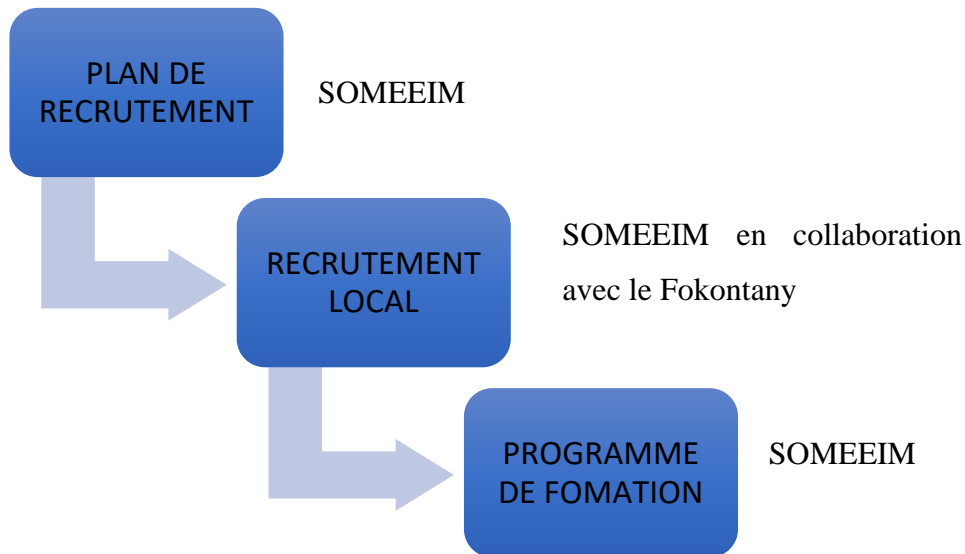 PLAN DE
RECRUTEMENT
SOMEEIM
RECRUTEMENT
LOCAL
SOMEEIM en collaboration
avec le Fokontany
PROGRAMME
DE FOMATION
SOMEEIM